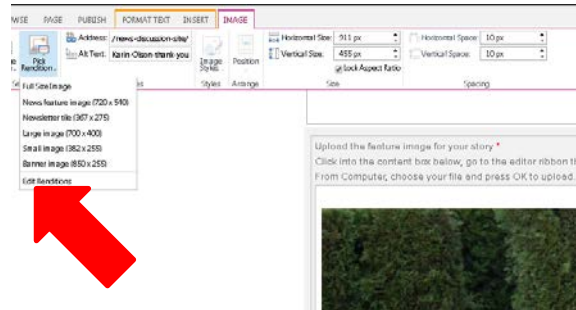 WSE PAGE PUBLISH FORMAT TEXT INSERT IMAGE
Address: /news-discussion-site/
Horizontal Size: 911 px
Horizontal Space: 10 px
Alt Text: Karin-Olson-thank-you
Vertical Size: 455 px
Vertical Space: 10 px
Pick Rendition
Image Styles
Position
Lock Aspect Ratio
Styles Arrange Size Spacing
Full Size Image
News feature image (720 x 540)
Newsletter tile (367 x 275)
Large image (700 x 400)
Small image (382 x 255)
Banner image (850 x 255)
Edit Renditions
Upload the feature image for your story *
Click into the content box below, go to the editor ribbon th
From Computer, choose your file and press OK to upload.